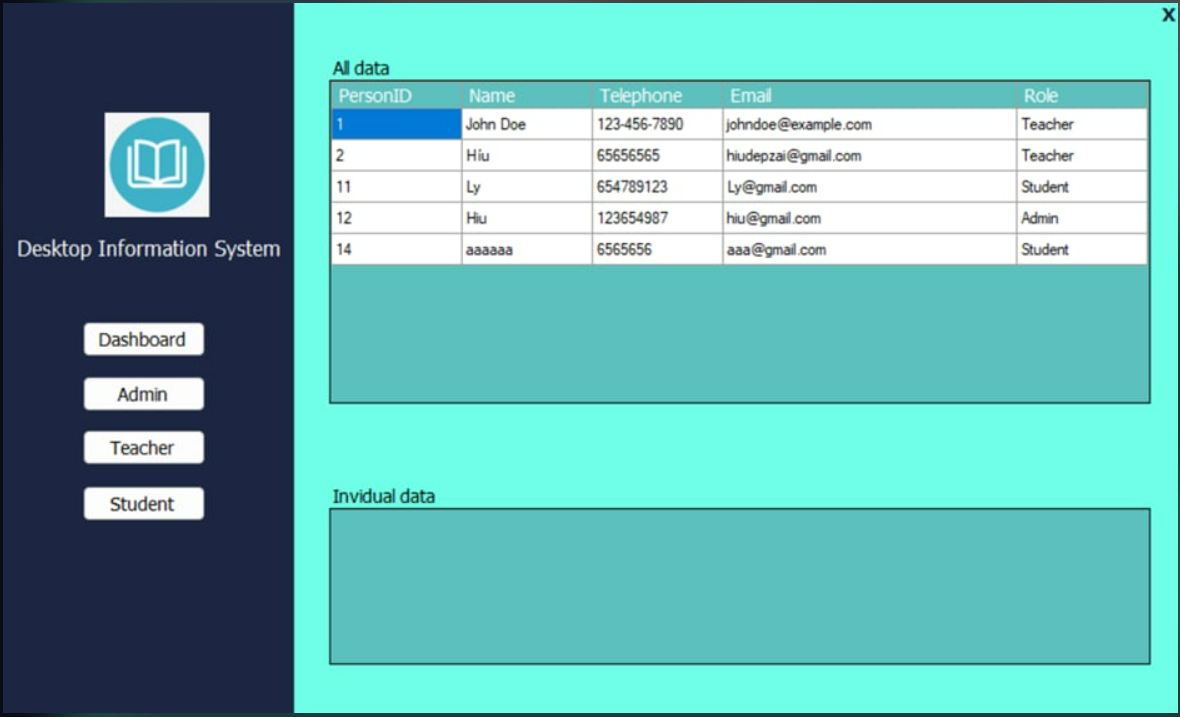 X
Desktop Information System
Dashboard
Admin
Teacher
Student
All data
PersonID Name Telephone Email Role
1 John Doe 123-456-7890 johndoe@example.com Teacher
2 Híu 65656565 hiudepzai@gmail.com Teacher
11 Ly 654789123 Ly@gmail.com Student
12 Hiu 123654987 hiu@gmail.com Admin
14 aaaaaa 6565656 aaa@gmail.com Student
Invidual data